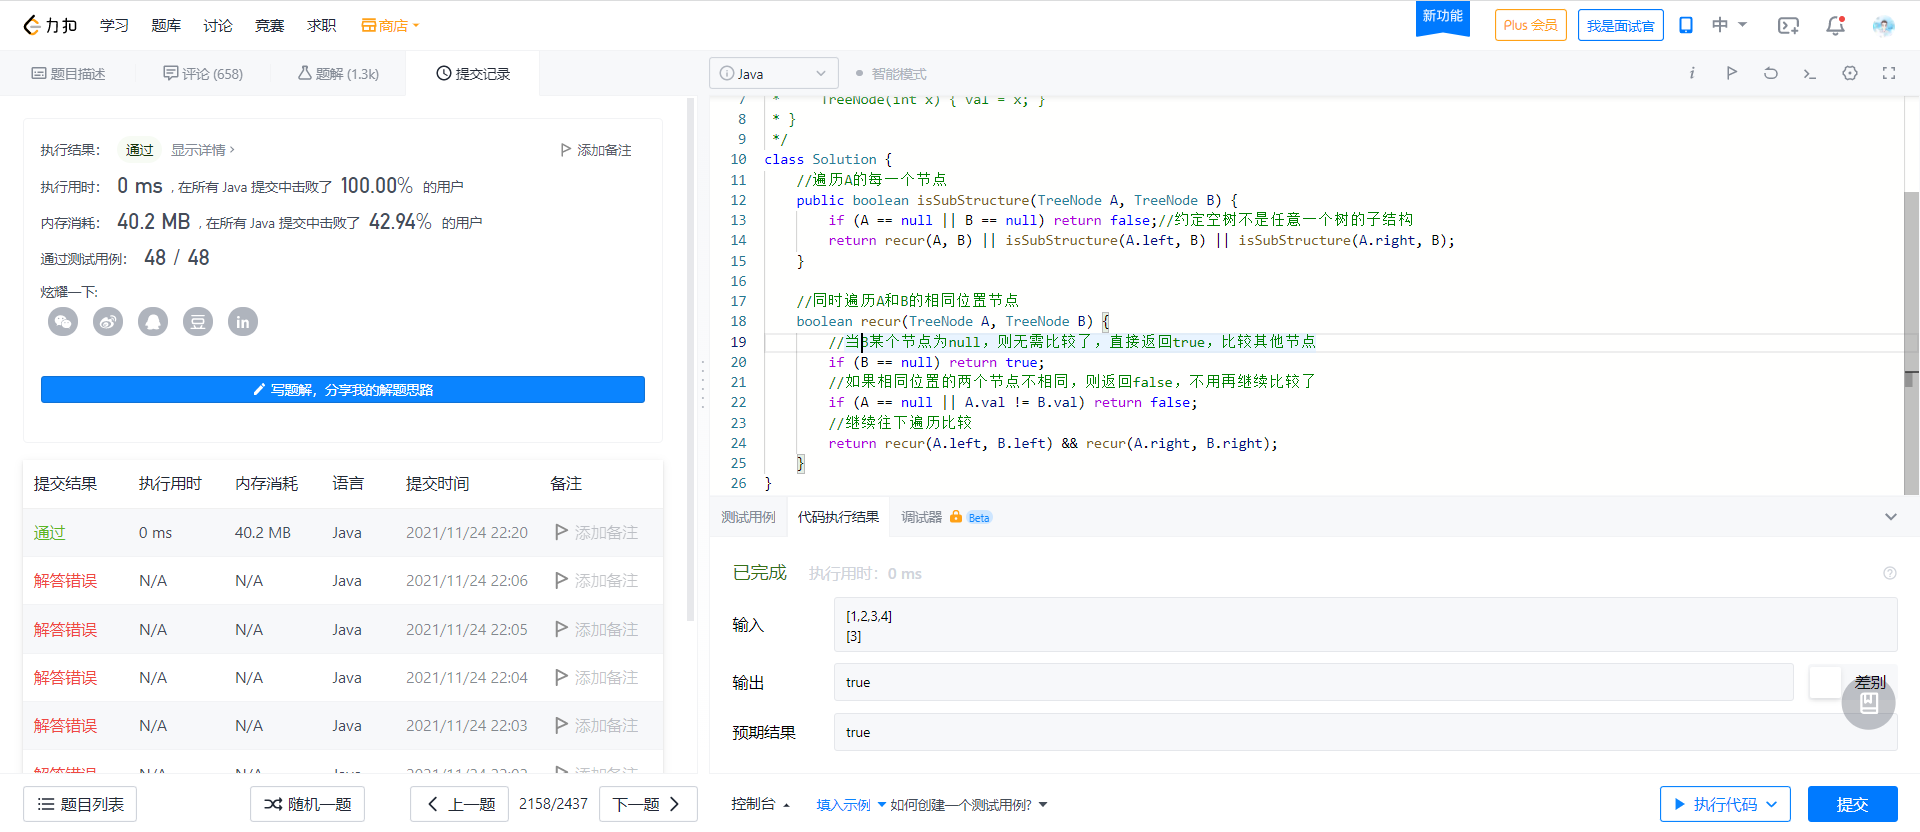 力扣 学习 题库 讨论 竞赛 求职 商店
新功能
Plus 会员 我是面试官 中
题目描述 评论 (658) 题解 (1.3k) 提交记录
执行结果： 通过 显示详情 › 添加备注
执行用时： 0 ms , 在所有 Java 提交中击败了 100.00% 的用户
内存消耗： 40.2 MB , 在所有 Java 提交中击败了 42.94% 的用户
通过测试用例： 48 / 48
炫耀一下:
豆 in
写题解，分享我的解题思路
提交结果 执行用时 内存消耗 语言 提交时间 备注
通过 0 ms 40.2 MB Java 2021/11/24 22:20 添加备注
解答错误 N/A N/A Java 2021/11/24 22:06 添加备注
解答错误 N/A N/A Java 2021/11/24 22:05 添加备注
解答错误 N/A N/A Java 2021/11/24 22:04 添加备注
解答错误 N/A N/A Java 2021/11/24 22:03 添加备注
解答错误 N/A N/A Java 添加备注
题目列表 随机一题 上一题 2158/2437 下一题
Java 智能模式
7 *     TreeNode(int x) { val = x; }
8 * }
9 */
10 class Solution {
11     //遍历A的每一个节点
12     public boolean isSubStructure(TreeNode A, TreeNode B) {
13         if (A == null || B == null) return false;//约定空树不是任意一个树的子结构
14         return recur(A, B) || isSubStructure(A.left, B) || isSubStructure(A.right, B);
15     }
16
17     //同时遍历A和B的相同位置节点
18     boolean recur(TreeNode A, TreeNode B) {
19         //当B某个节点为null，则无需比较了，直接返回true，比较其他节点
20         if (B == null) return true;
21         //如果相同位置的两个节点不相同，则返回false，不用再继续比较了
22         if (A == null || A.val != B.val) return false;
23         //继续往下遍历比较
24         return recur(A.left, B.left) && recur(A.right, B.right);
25     }
26 }
测试用例 代码执行结果 调试器 Beta
已完成 执行用时：0 ms
输入
[1,2,3,4]
[3]
输出 true 差别
预期结果 true
控制台 填入示例 如何创建一个测试用例? 执行代码 提交